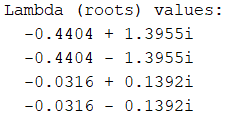 Lambda (roots) values:
-0.4404 + 1.3955i
-0.4404 - 1.3955i
-0.0316 + 0.1392i
-0.0316 - 0.1392i